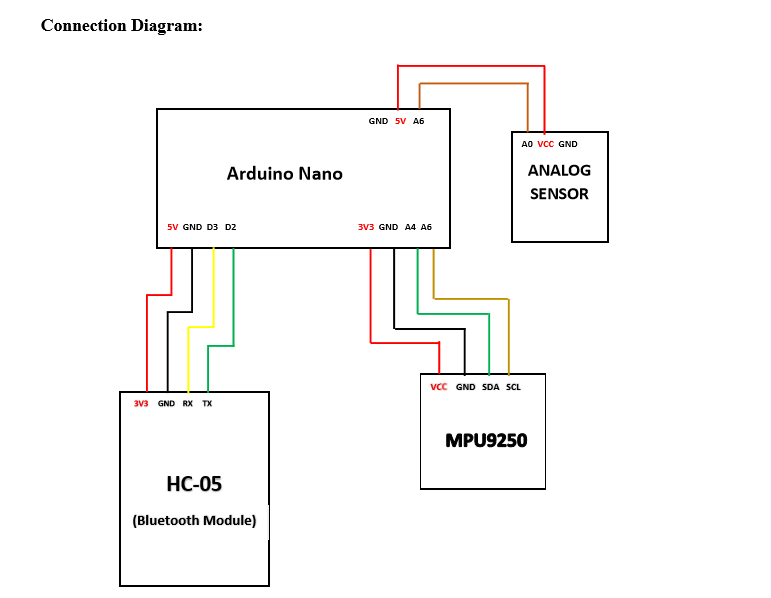 Connection Diagram:
GND 5V A6
Arduino Nano
5V GND D3 D2
3V3 GND A4 A6
A0 VCC GND
ANALOG
SENSOR
3V3 GND RX TX
HC-05
(Bluetooth Module)
VCC GND SDA SCL
MPU9250